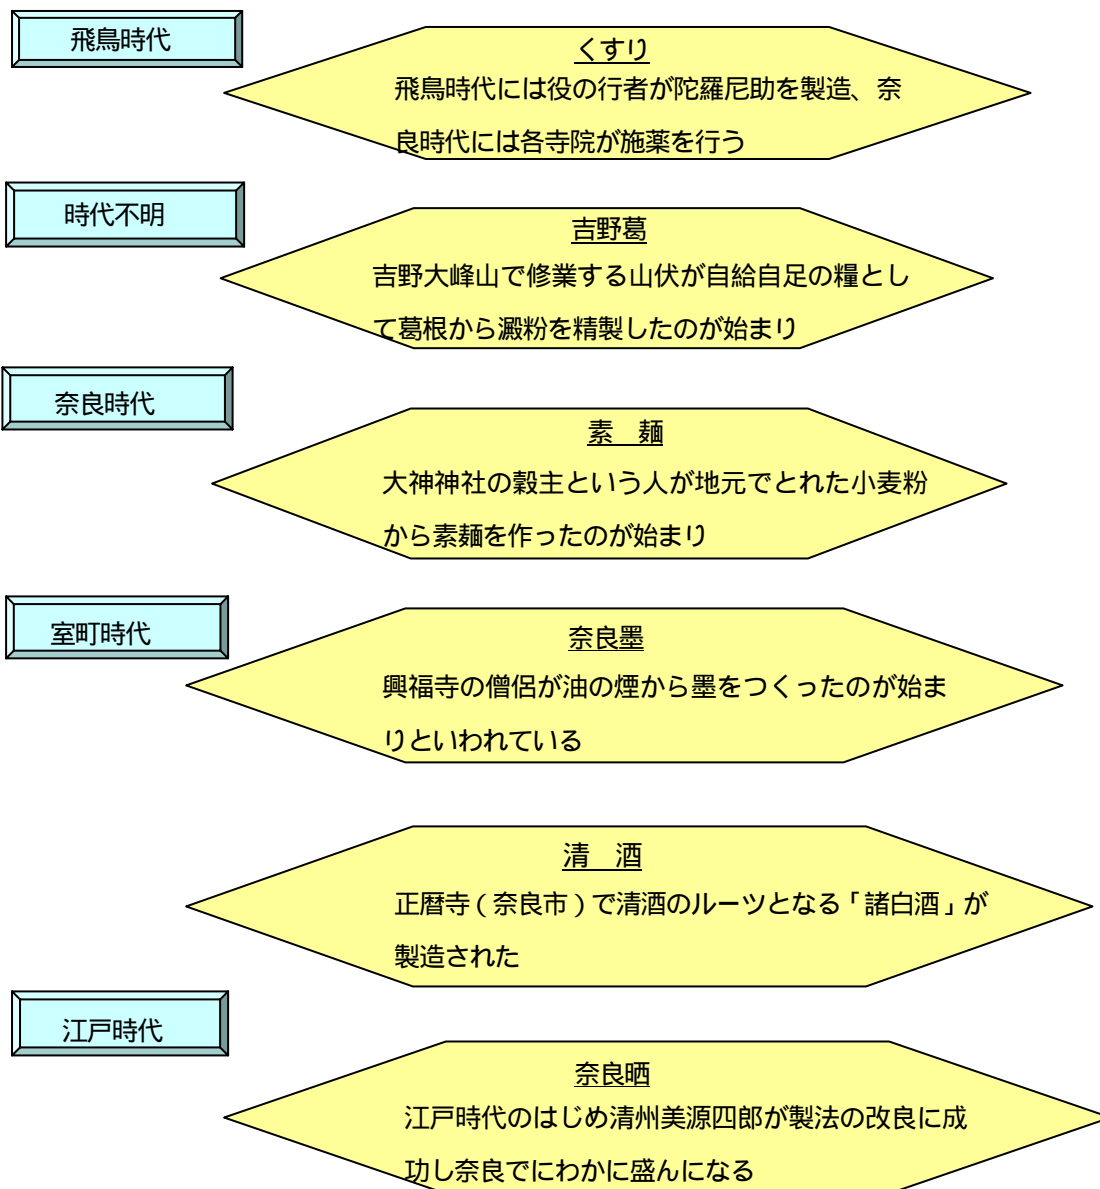 飛鳥時代
くすり
飛鳥時代には役の行者が陀羅尼助を製造、奈
良時代には各寺院が施薬を行う
時代不明
吉野葛
吉野大峰山で修業する山伏が自給自足の糧とし
て葛根から澱粉を精製したのが始まり
奈良時代
素　麺
大神神社の穀主という人が地元でとれた小麦粉
から素麺を作ったのが始まり
室町時代
奈良墨
興福寺の僧侶が油の煙から墨をつくったのが始ま
りといわれている
清　酒
正暦寺（奈良市）で清酒のルーツとなる「諸白酒」が
製造された
江戸時代
奈良晒
江戸時代のはじめ清州美源四郎が製法の改良に成
功し奈良でにわかに盛んになる